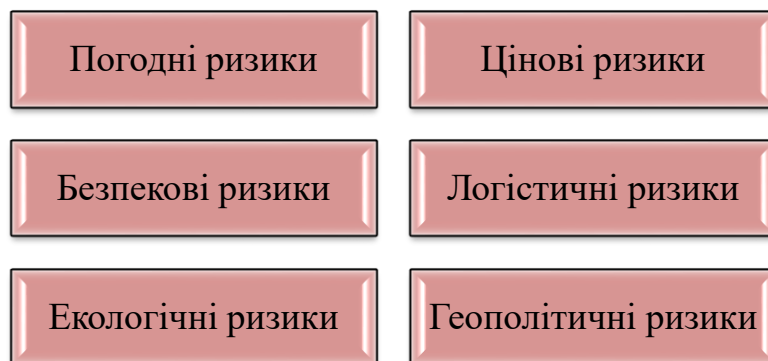 Погодні ризики
Цінові ризики
Безпекові ризики
Логістичні ризики
Екологічні ризики
Геополітичні ризики